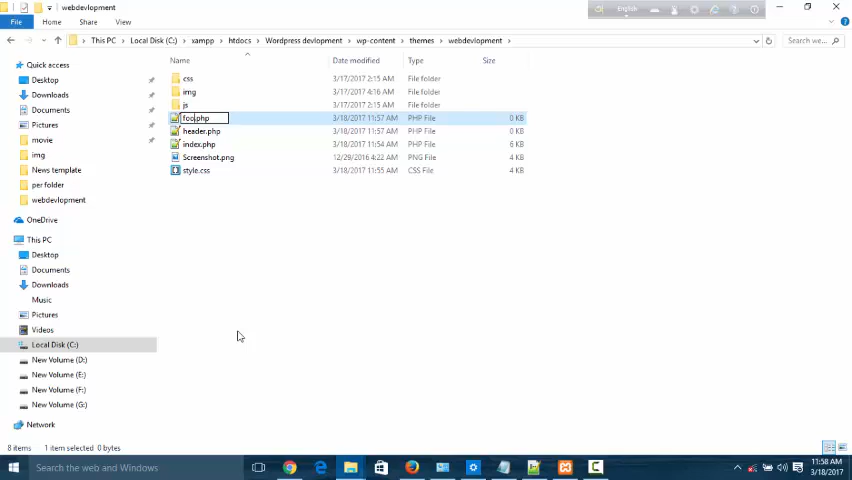 webdevlopment
English
File Home Share View
This PC Local Disk (C:) xampp htdocs Wordpress devlopment wp-content themes webdevlopment
Search we...
Name Date modified Type Size
Quick access
Desktop
Downloads
Documents
Pictures
movie
img
News template
per folder
webdevlopment
OneDrive
This PC
Desktop
Documents
Downloads
Music
Pictures
Videos
Local Disk (C:)
New Volume (D:)
New Volume (E:)
New Volume (F:)
New Volume (G:)
Network
css 3/17/2017 2:15 AM File folder
img 3/17/2017 4:16 AM File folder
js 3/17/2017 2:15 AM File folder
foo.php 3/18/2017 11:57 AM PHP File 0 KB
header.php 3/18/2017 11:57 AM PHP File 0 KB
index.php 3/18/2017 11:54 AM PHP File 6 KB
Screenshot.png 12/29/2016 4:22 AM PNG File 4 KB
style.css 3/18/2017 11:55 AM CSS File 4 KB
8 items 1 item selected 0 bytes
Search the web and Windows
11:58 AM
3/18/2017